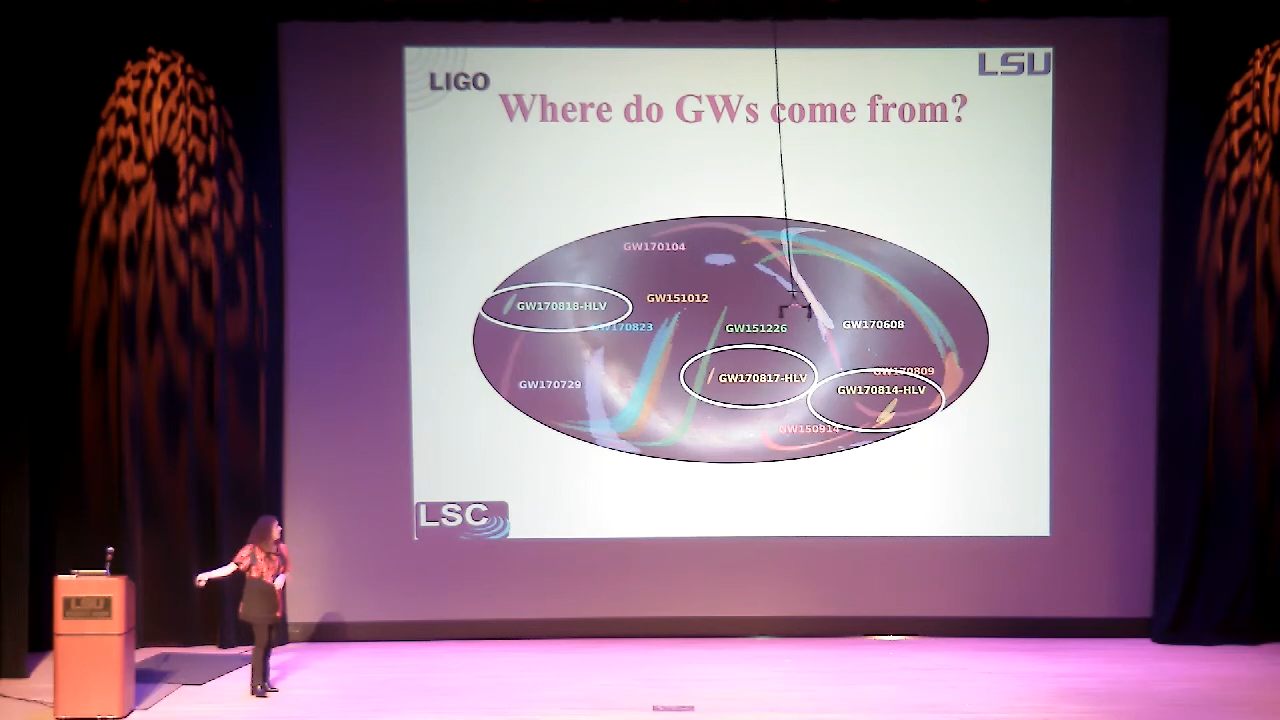 LIGO
LSU
Where do GWs come from?
GW170104
GW170818-HLV
GW151012
GW170823
GW151226
GW170608
GW170729
GW170817-HLV
GW170809
GW170814-HLV
GW150914
LSC
LSU